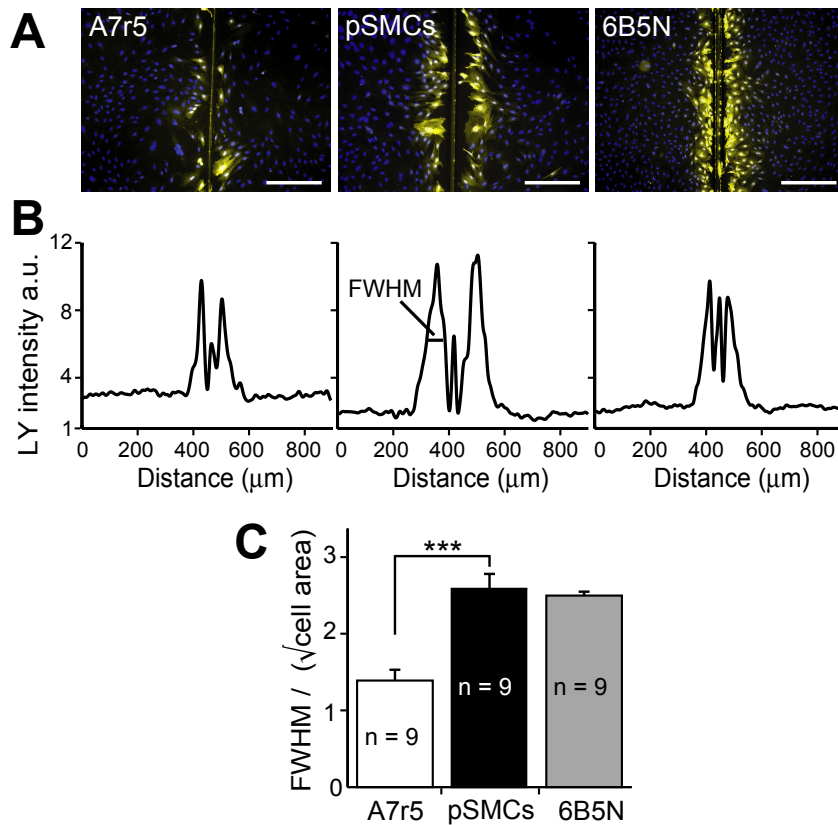 A
A7r5
pSMCs
6B5N
B
LY intensity a.u.
12
8
4
1
FWHM
0 200 400 600 800
0 200 400 600 800
0 200 400 600 800
Distance (μm)
Distance (μm)
Distance (μm)
C
FWHM / (√cell area)
3
2
1
0
***
n = 9
n = 9
n = 9
A7r5
pSMCs
6B5N